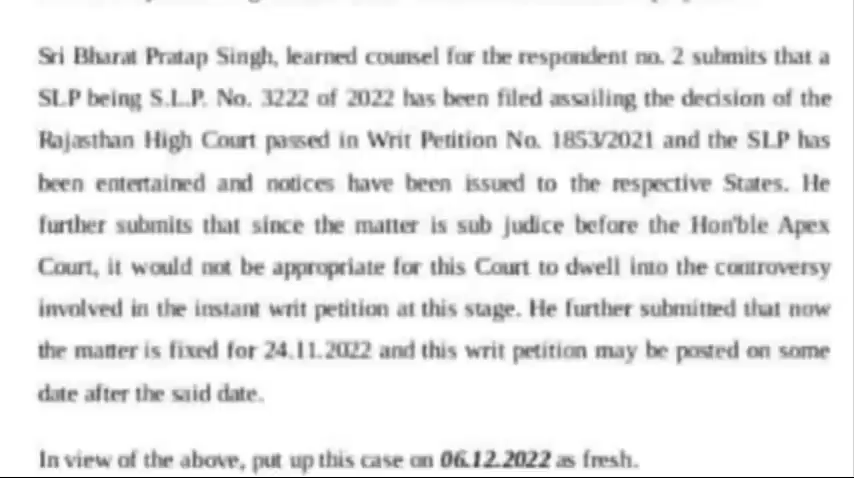 Sri Bharat Pratap Singh, learned counsel for the respondent no. 2 submits that a
SLP being S.L.P. No. 3222 of 2022 has been filed assailing the decision of the
Rajasthan High Court passed in Writ Petition No. 1853/2021 and the SLP has
been entertained and notices have been issued to the respective States. He
further submits that since the matter is sub judice before the Hon'ble Apex
Court, it would not be appropriate for this Court to dwell into the controversy
involved in the instant writ petition at this stage. He further submitted that now
the matter is fixed for 24.11.2022 and this writ petition may be posted on some
date after the said date.
In view of the above, put up this case on 06.12.2022 as fresh.